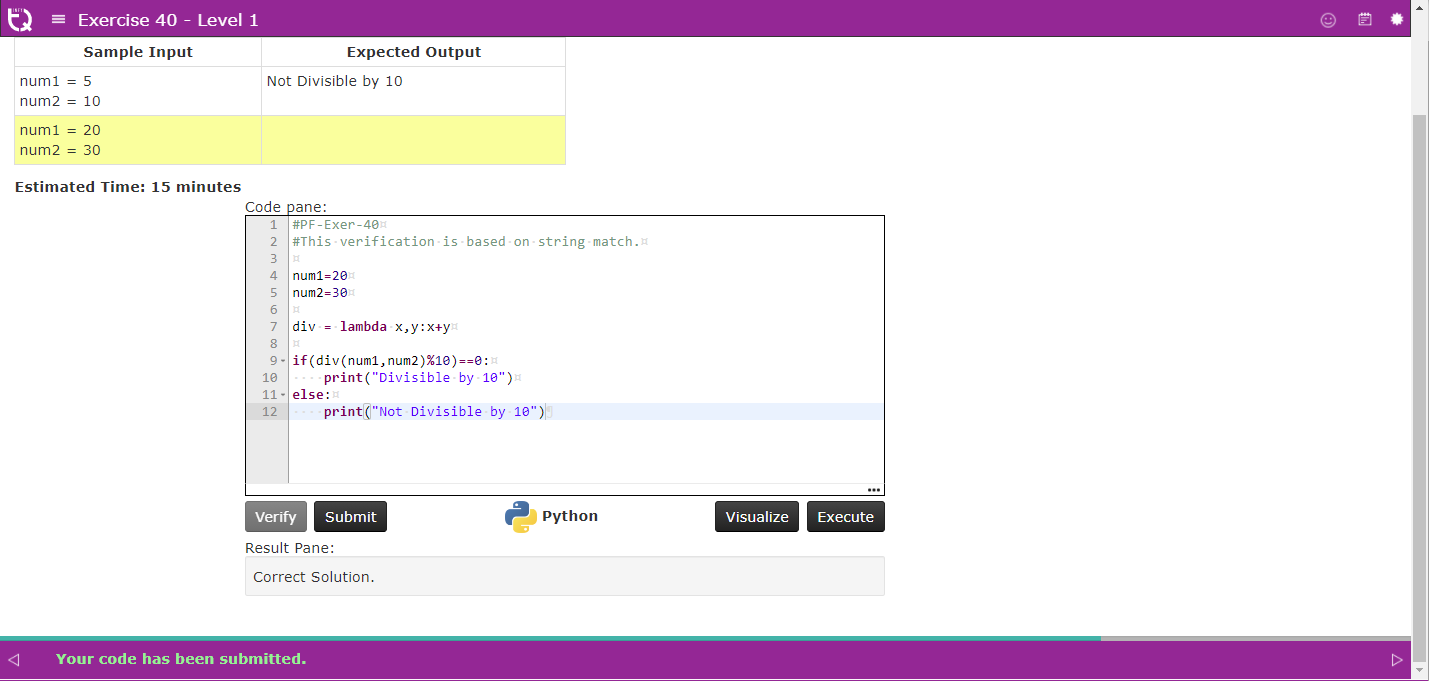 Exercise 40 - Level 1
Sample Input Expected Output
num1 = 5 Not Divisible by 10
num2 = 10
num1 = 20
num2 = 30
Estimated Time: 15 minutes
Code pane:
1 #PF-Exer-40
2 #This verification is based on string match.
3
4 num1=20
5 num2=30
6
7 div = lambda x,y:x+y
8
9 if(div(num1,num2)%10)==0:
10     print("Divisible by 10")
11 else:
12     print("Not Divisible by 10")
Verify Submit Python Visualize Execute
Result Pane:
Correct Solution.
Your code has been submitted.